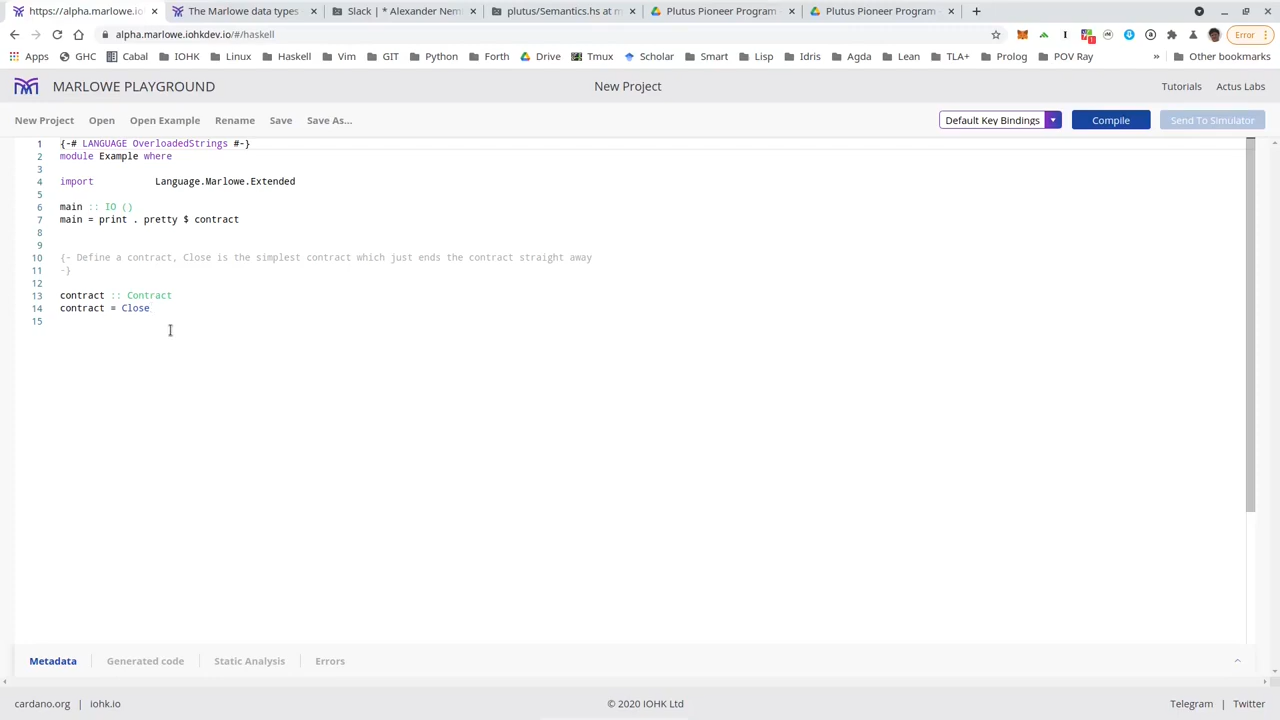 https://alpha.marlowe.io
The Marlowe data types
Slack | * Alexander Nem
plutus/Semantics.hs at m
Plutus Pioneer Program
Plutus Pioneer Program
alpha.marlowe.iohkdev.io/#/haskell
Error
Apps
GHC
Cabal
IOHK
Linux
Haskell
Vim
GIT
Python
Forth
Drive
Tmux
Scholar
Smart
Lisp
Idris
Agda
Lean
TLA+
Prolog
POV Ray
»
Other bookmarks
MARLOWE PLAYGROUND
New Project
Tutorials
Actus Labs
New Project
Open
Open Example
Rename
Save
Save As...
Default Key Bindings
Compile
Send To Simulator
1 {-# LANGUAGE OverloadedStrings #-}
2 module Example where
3
4 import Language.Marlowe.Extended
5
6 main :: IO ()
7 main = print . pretty $ contract
8
9
10 {- Define a contract, Close is the simplest contract which just ends the contract straight away
11 -}
12
13 contract :: Contract
14 contract = Close
15
Metadata
Generated code
Static Analysis
Errors
cardano.org | iohk.io
© 2020 IOHK Ltd
Telegram | Twitter